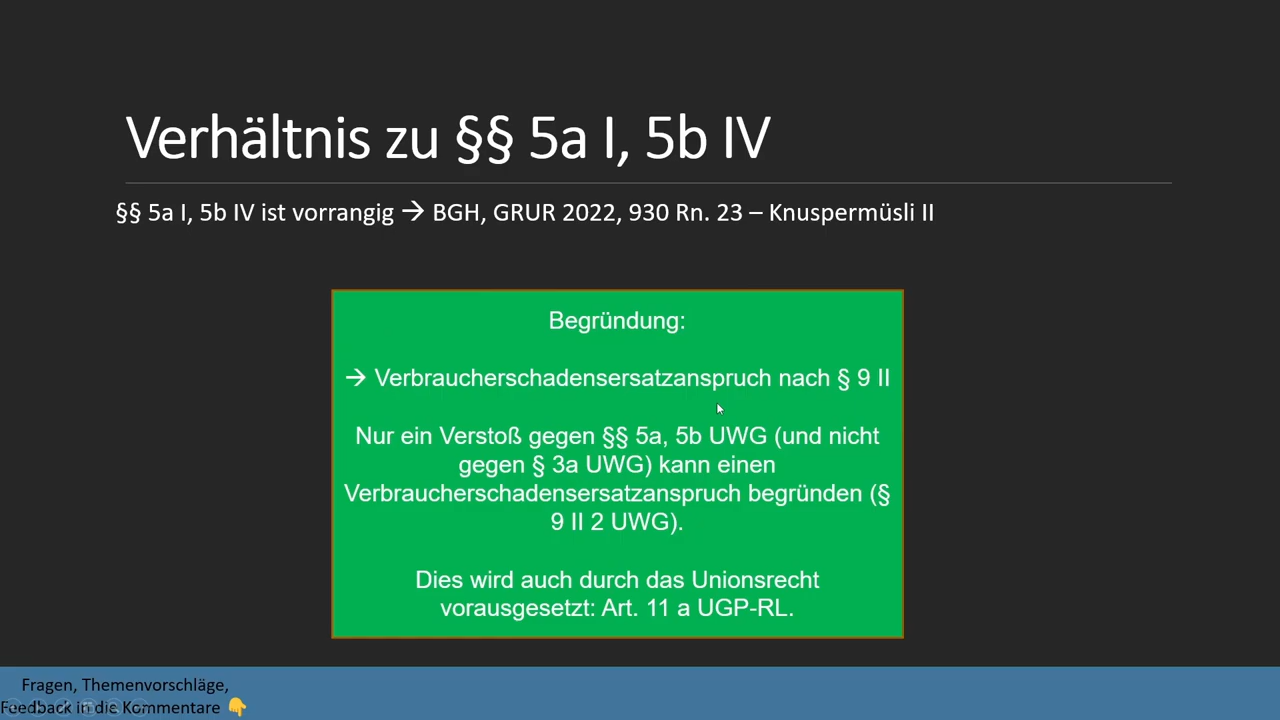 Verhältnis zu §§ 5a I, 5b IV
§§ 5a I, 5b IV ist vorrangig → BGH, GRUR 2022, 930 Rn. 23 – Knuspermüsli II
Begründung:
→ Verbraucherschadensersatzanspruch nach § 9 II
Nur ein Verstoß gegen §§ 5a, 5b UWG (und nicht
gegen § 3a UWG) kann einen
Verbraucherschadensersatzanspruch begründen (§
9 II 2 UWG).
Dies wird auch durch das Unionsrecht
vorausgesetzt: Art. 11 a UGP-RL.
Fragen, Themenvorschläge,
Feedback in die Kommentare 👇